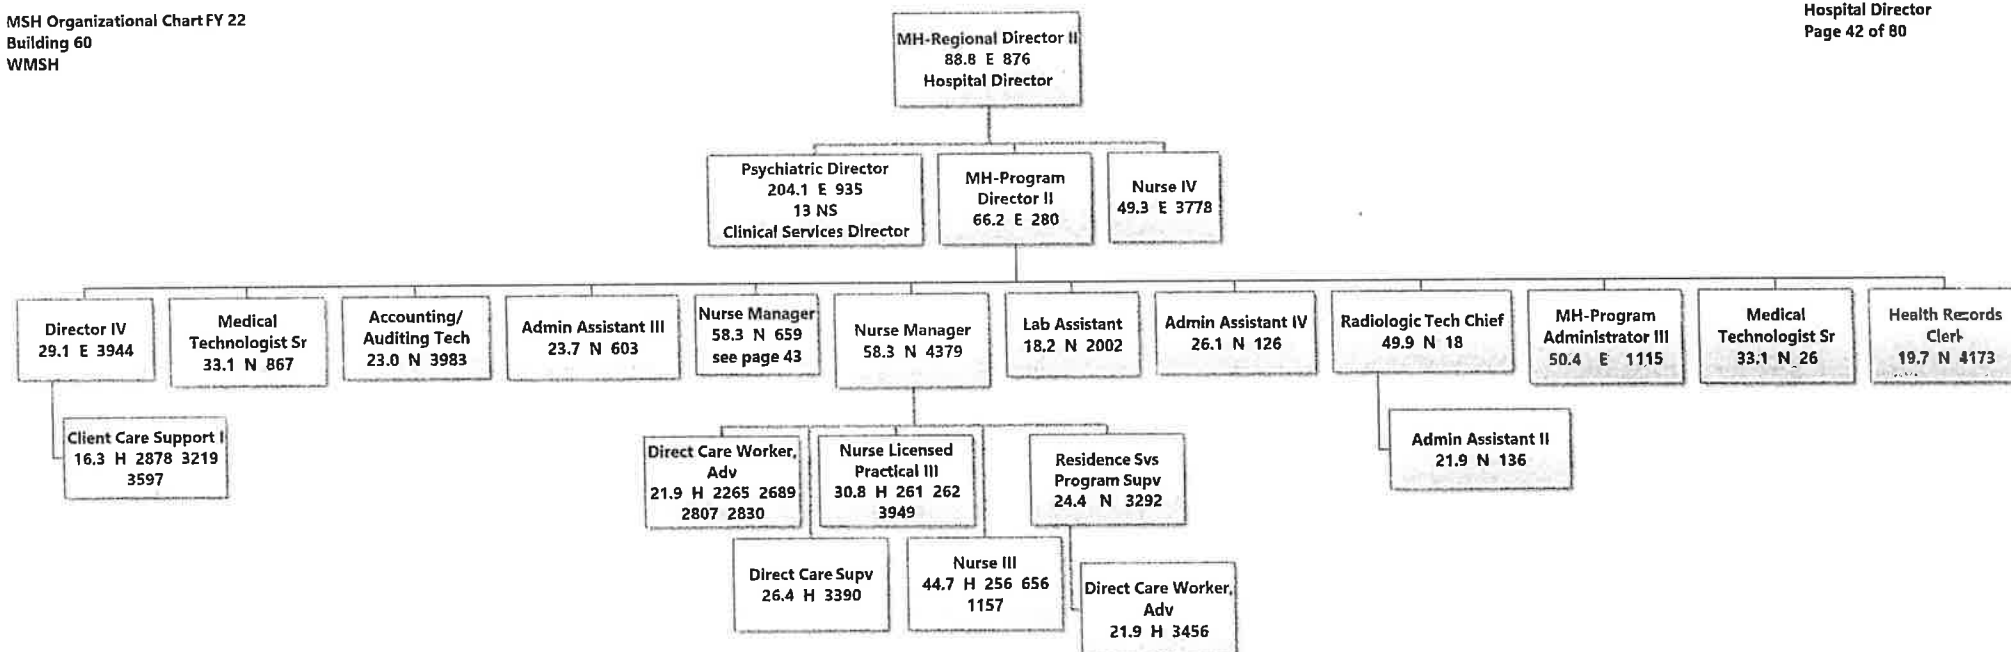 MSH Organizational Chart FY 22
Building 60
WMSH
Hospital Director
Page 42 of 80
MH-Regional Director II
88.8 E 876
Hospital Director
Psychiatric Director
204.1 E 935
13 NS
Clinical Services Director
MH-Program
Director II
66.2 E 280
Nurse IV
49.3 E 3778
Director IV
29.1 E 3944
Medical
Technologist Sr
33.1 N 867
Accounting/
Auditing Tech
23.0 N 3983
Admin Assistant III
23.7 N 603
Nurse Manager
58.3 N 659
see page 43
Nurse Manager
58.3 N 4379
Lab Assistant
18.2 N 2002
Admin Assistant IV
26.1 N 126
Radiologic Tech Chief
49.9 N 18
MH-Program
Administrator III
50.4 E 1115
Medical
Technologist Sr
33.1 N 26
Health Records
Clerk
19.7 N 4173
Client Care Support I
16.3 H 2878 3219
3597
Direct Care Worker,
Adv
21.9 H 2265 2689
2807 2830
Nurse Licensed
Practical III
30.8 H 261 262
3949
Residence Svs
Program Supv
24.4 N 3292
Admin Assistant II
21.9 N 136
Direct Care Supv
26.4 H 3390
Nurse III
44.7 H 256 656
1157
Direct Care Worker,
Adv
21.9 H 3456